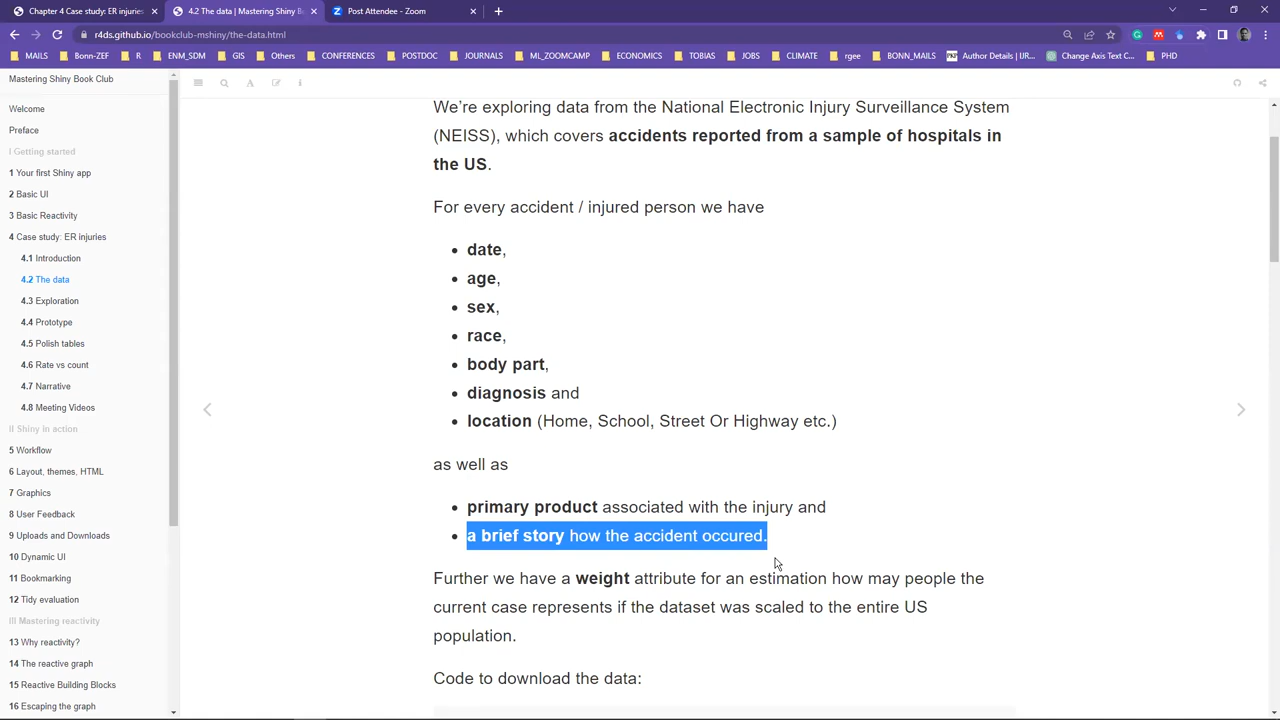 Chapter 4 Case study: ER injuries
4.2 The data | Mastering Shiny B
Post Attendee - Zoom
r4ds.github.io/bookclub-mshiny/the-data.html
MAILS
Bonn-ZEF
R
ENM_SDM
GIS
Others
CONFERENCES
POSTDOC
JOURNALS
ML_ZOOMCAMP
ECONOMICS
TOBIAS
JOBS
CLIMATE
rgee
BONN_MAILS
Author Details | IJR...
Change Axis Text C...
PHD
Mastering Shiny Book Club
Welcome
Preface
I Getting started
1 Your first Shiny app
2 Basic UI
3 Basic Reactivity
4 Case study: ER injuries
4.1 Introduction
4.2 The data
4.3 Exploration
4.4 Prototype
4.5 Polish tables
4.6 Rate vs count
4.7 Narrative
4.8 Meeting Videos
II Shiny in action
5 Workflow
6 Layout, themes, HTML
7 Graphics
8 User Feedback
9 Uploads and Downloads
10 Dynamic UI
11 Bookmarking
12 Tidy evaluation
III Mastering reactivity
13 Why reactivity?
14 The reactive graph
15 Reactive Building Blocks
16 Escaping the graph
We're exploring data from the National Electronic Injury Surveillance System
(NEISS), which covers accidents reported from a sample of hospitals in
the US.
For every accident / injured person we have
• date,
• age,
• sex,
• race,
• body part,
• diagnosis and
• location (Home, School, Street Or Highway etc.)
as well as
• primary product associated with the injury and
• a brief story how the accident occured.
Further we have a weight attribute for an estimation how may people the
current case represents if the dataset was scaled to the entire US
population.
Code to download the data: